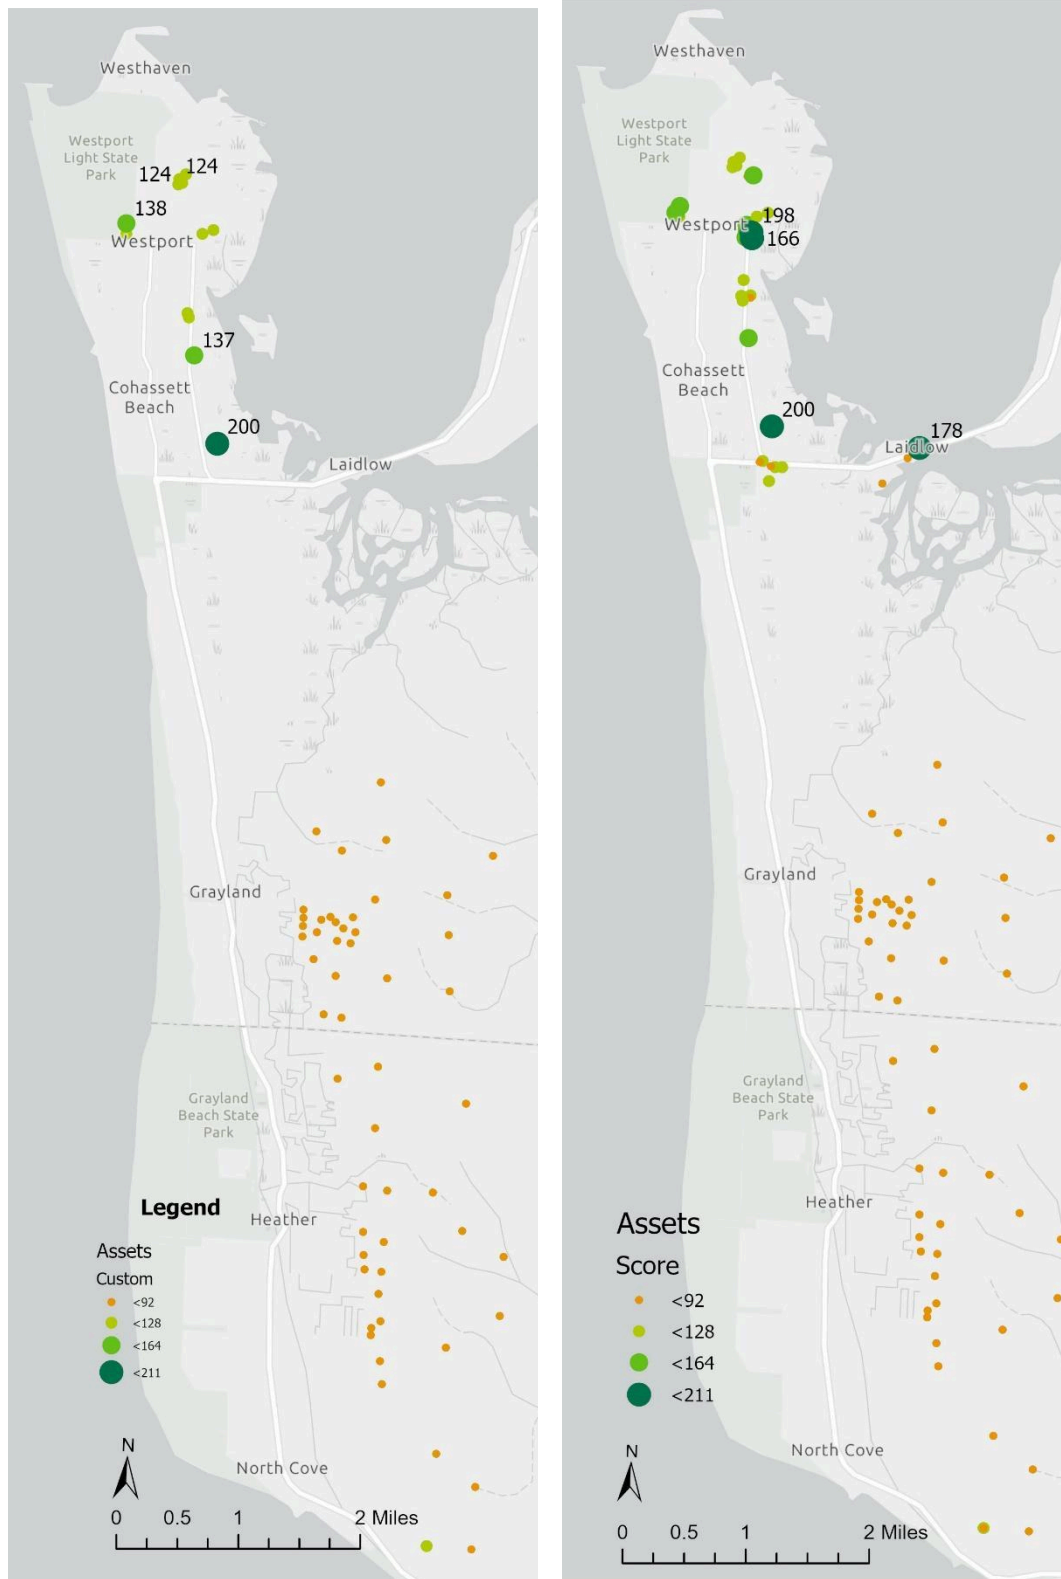 Westhaven
Westport
Light State
Park
124
124
138
Westport
137
Cohassett
Beach
200
Laidlow
Grayland
Grayland
Beach State
Park
Legend
Heather
Assets
Custom
<92
<128
<164
<211
N
North Cove
0 0.5 1 2 Miles
Westhaven
Westport
Light State
Park
198
Westport
166
Cohassett
Beach
200
178
Laidlow
Grayland
Grayland
Beach State
Park
Heather
Assets
Score
<92
<128
<164
<211
North Cove
N
0 0.5 1 2 Miles